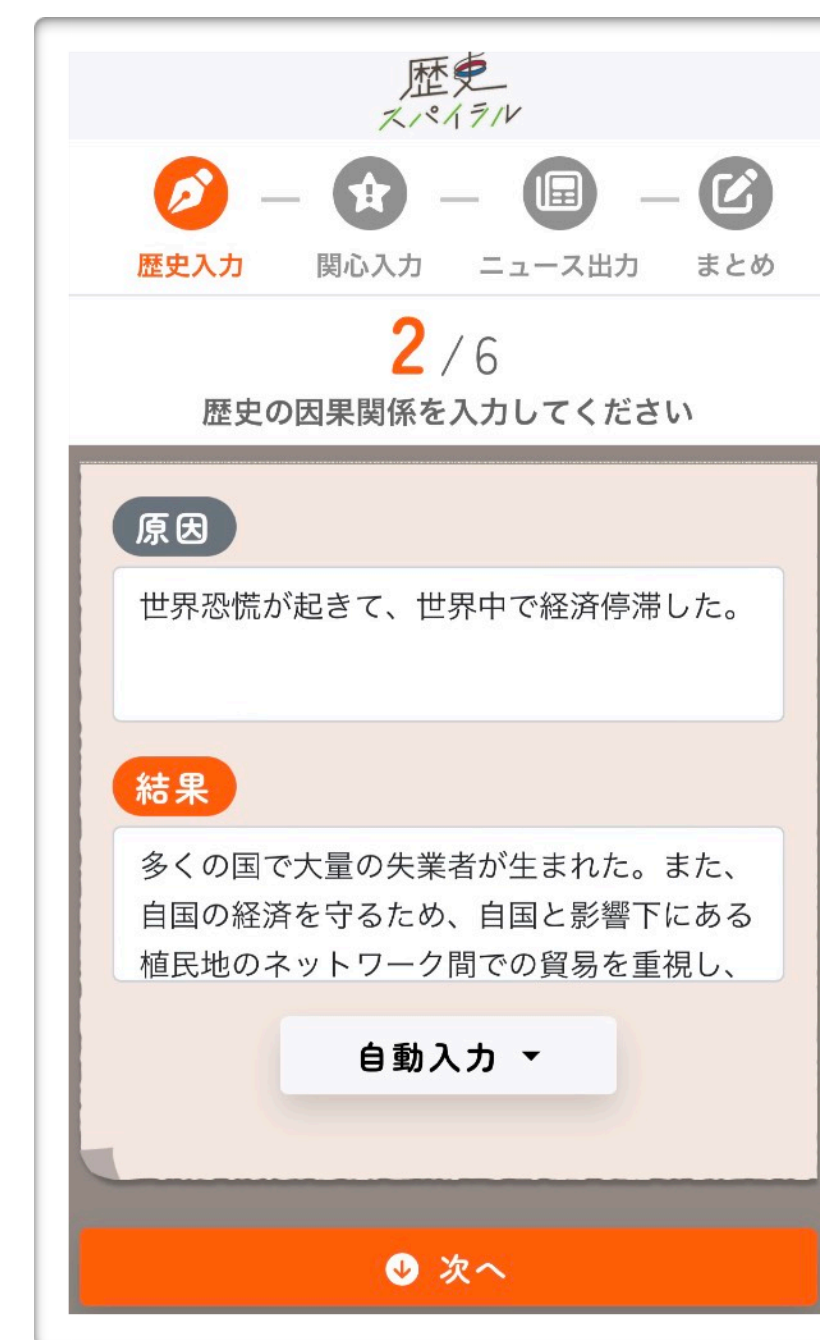 歴史
スパイラル
歴史入力 関心入力 ニュース出力 まとめ
2/6
歴史の因果関係を入力してください
原因
世界恐慌が起きて、世界中で経済停滞した。
結果
多くの国で大量の失業者が生まれた。また、
自国の経済を守るため、自国と影響下にある
植民地のネットワーク間での貿易を重視し、
自動入力
次へ